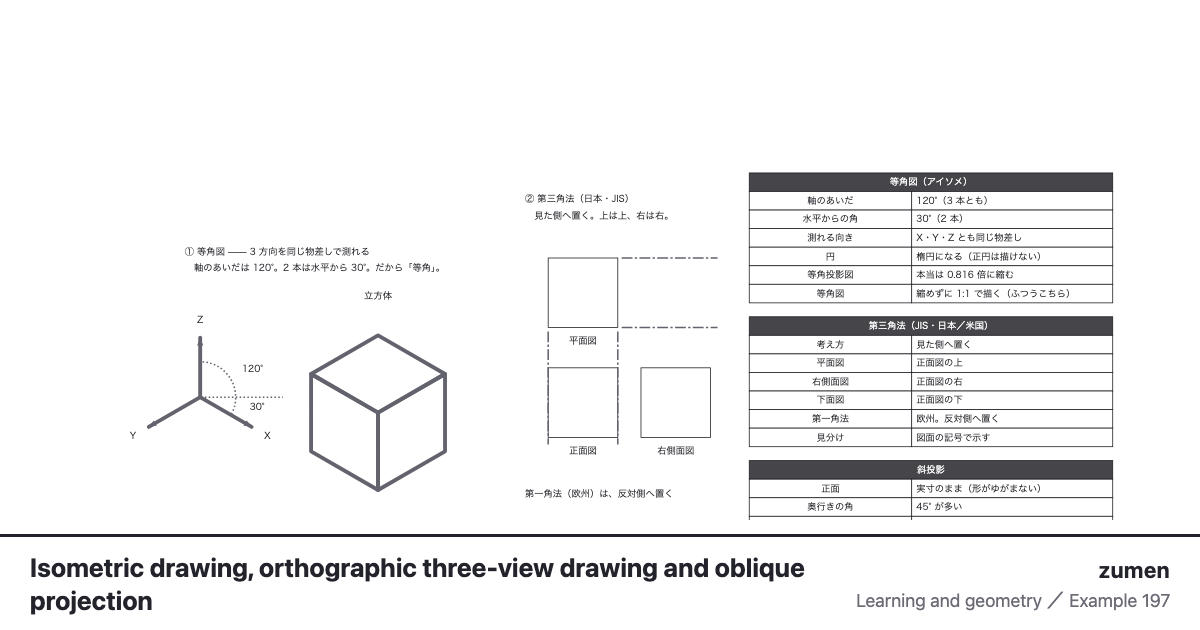 ① 等角図 —— 3 方向を同じ物差しで測れる
軸のあいだは 120°。2 本は水平から 30°。だから「等角」。
立方体
Z
120°
30°
Y
X
② 第三角法（日本・JIS）
見た側へ置く。上は上、右は右。
平面図
正面図
右側面図
第一角法（欧州）は、反対側へ置く
等角図（アイソメ）
軸のあいだ 120°（3 本とも）
水平からの角 30°（2 本）
測れる向き X・Y・Z とも同じ物差し
円 楕円になる（正円は描けない）
等角投影図 本当は 0.816 倍に縮む
等角図 縮めずに 1:1 で描く（ふつうこちら）
第三角法（JIS・日本／米国）
考え方 見た側へ置く
平面図 正面図の上
右側面図 正面図の右
下面図 正面図の下
第一角法 欧州。反対側へ置く
見分け 図面の記号で示す
斜投影
正面 実寸のまま（形がゆがまない）
奥行きの角 45° が多い
Isometric drawing, orthographic three-view drawing and oblique
projection
zumen
Learning and geometry ／ Example 197